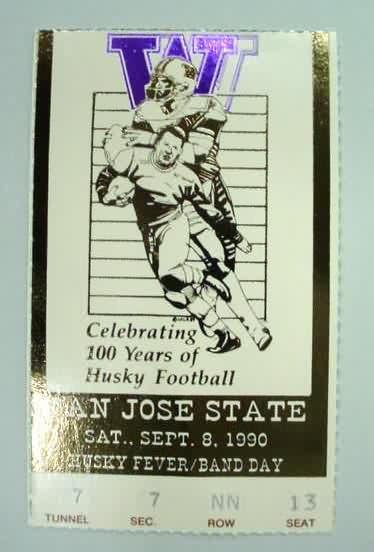 W
Celebrating
100 Years of
Husky Football
SAN JOSE STATE
SAT., SEPT. 8, 1990
HUSKY FEVER/BAND DAY
7 7 NN 13
TUNNEL SEC. ROW SEAT